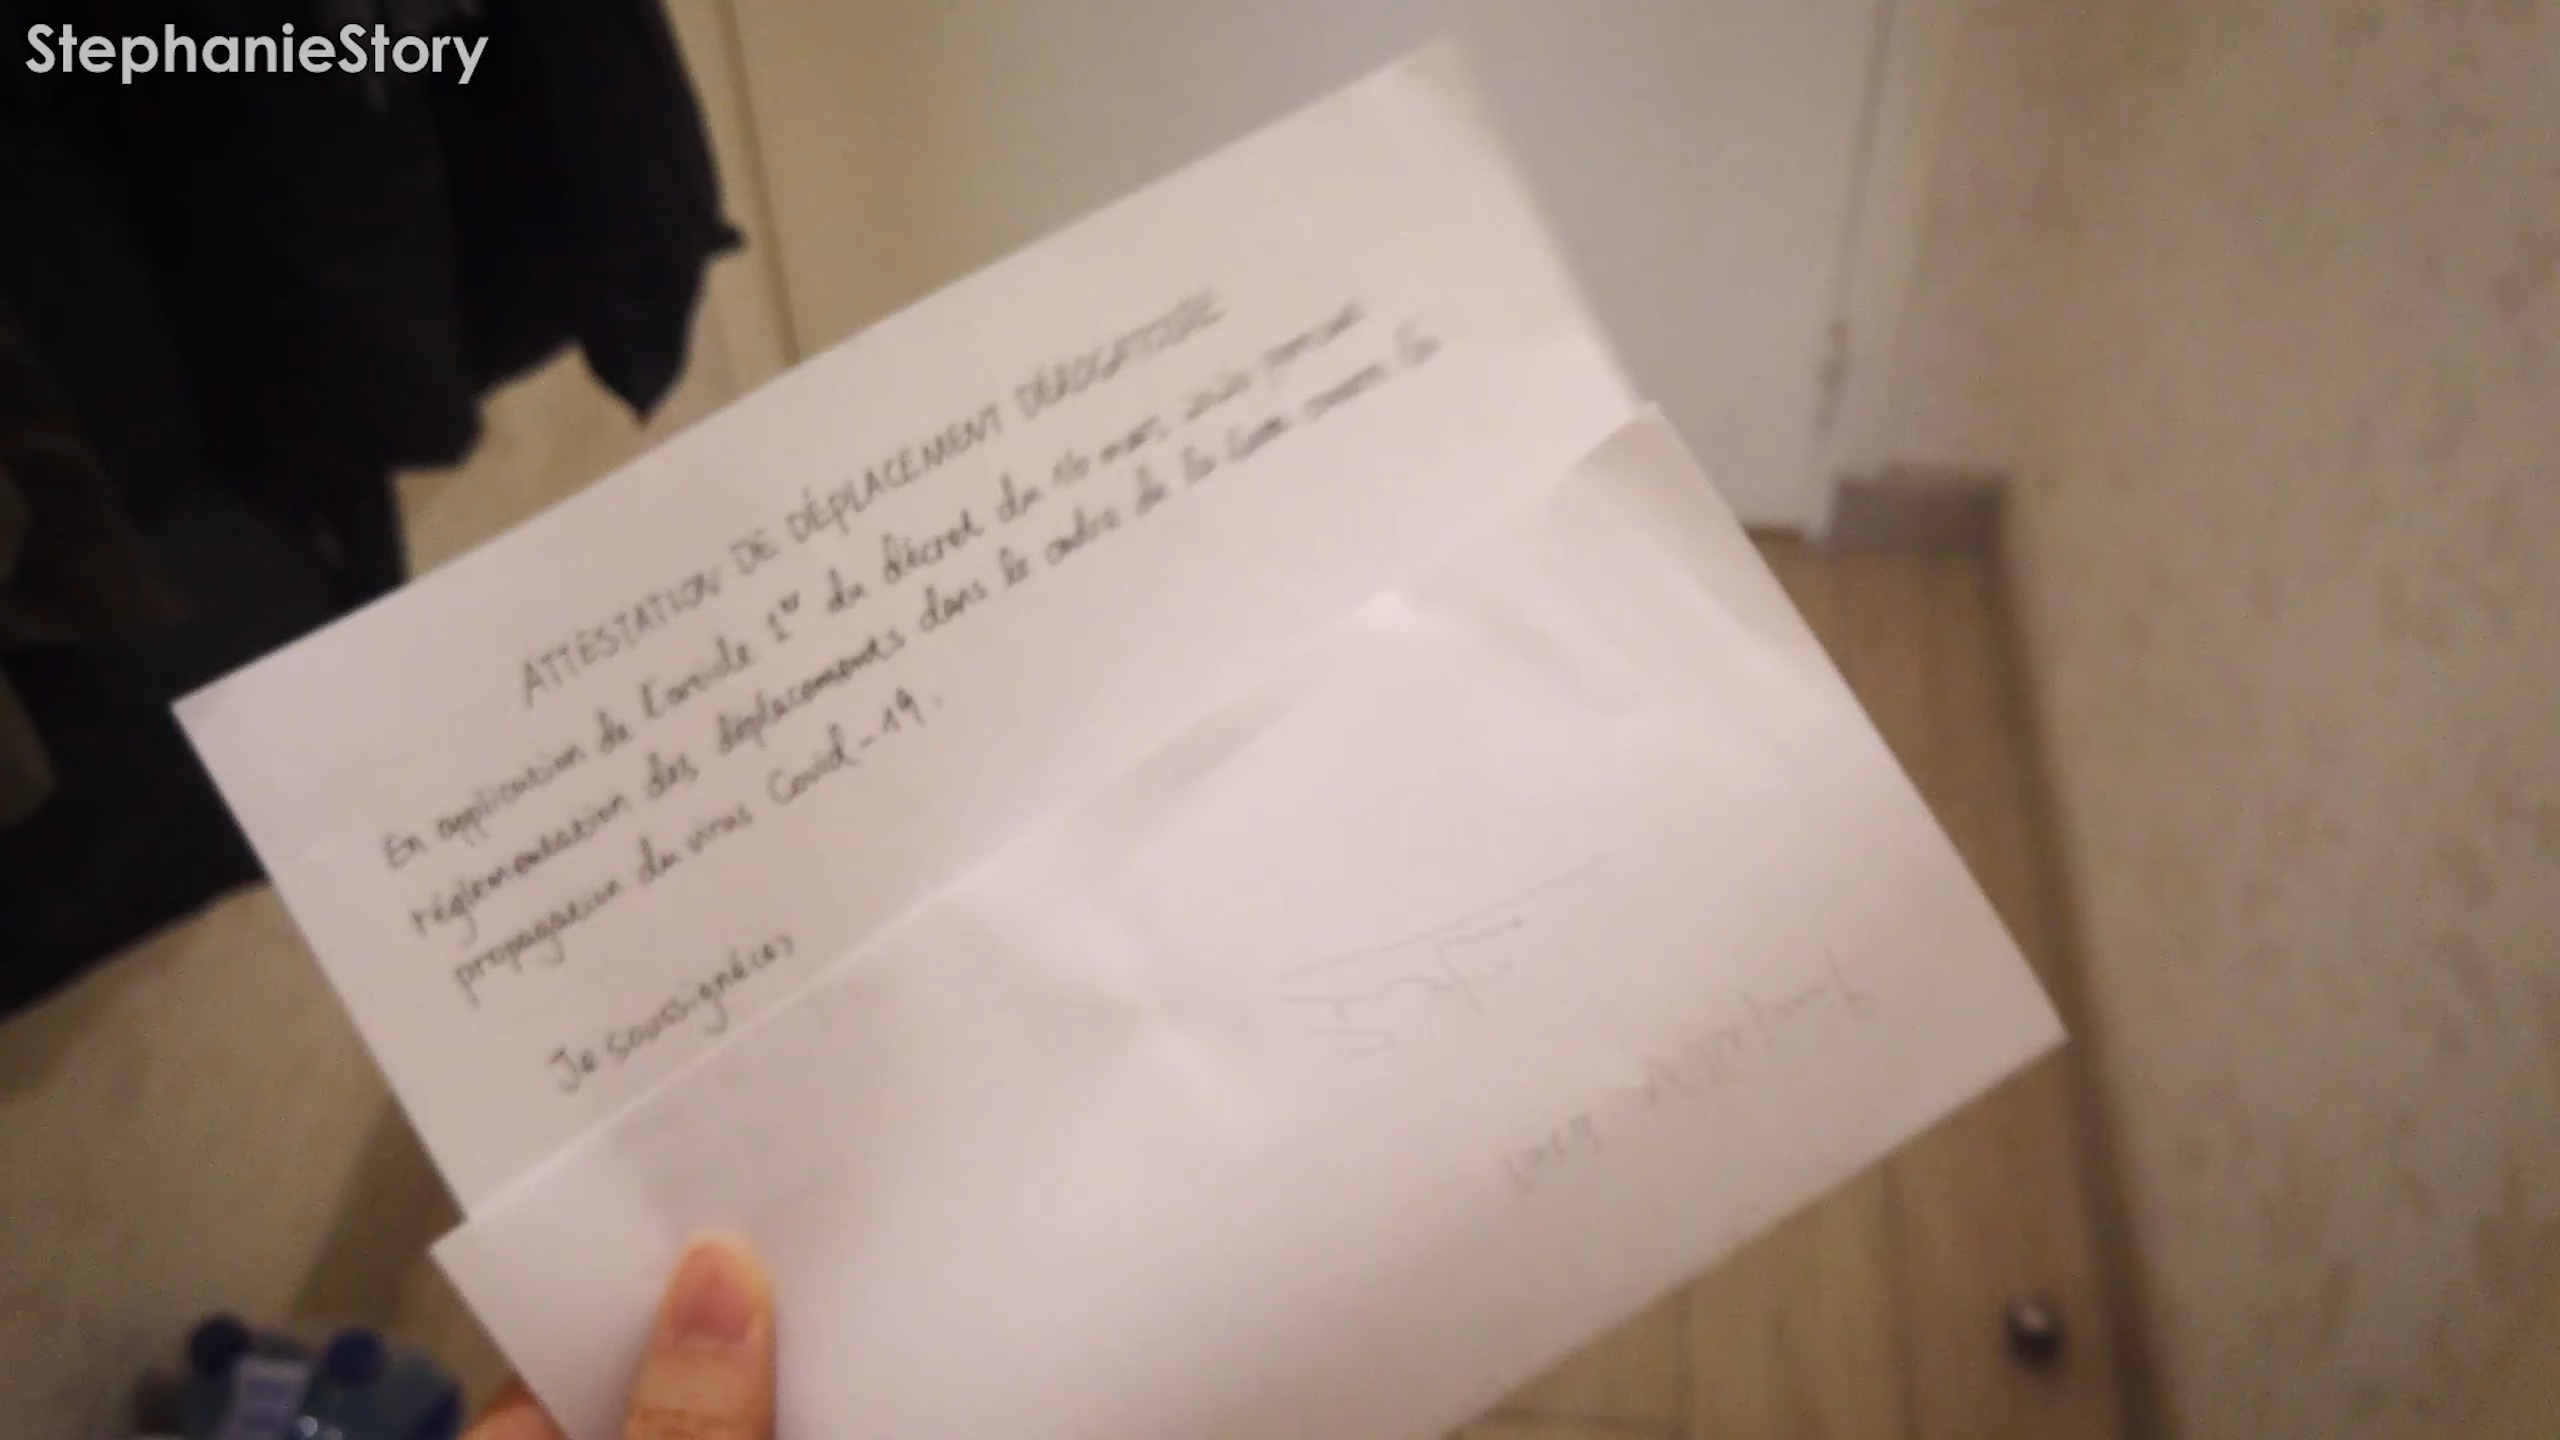 StephanieStory
ATTESTATION DE DÉPLACEMENT DÉROGATOIRE
En application de l'article 1er du décret du 16 mars 2020 portant
réglementation des déplacements dans le cadre de la lutte contre la
propagation du virus Covid-19.
Je soussigné(e)